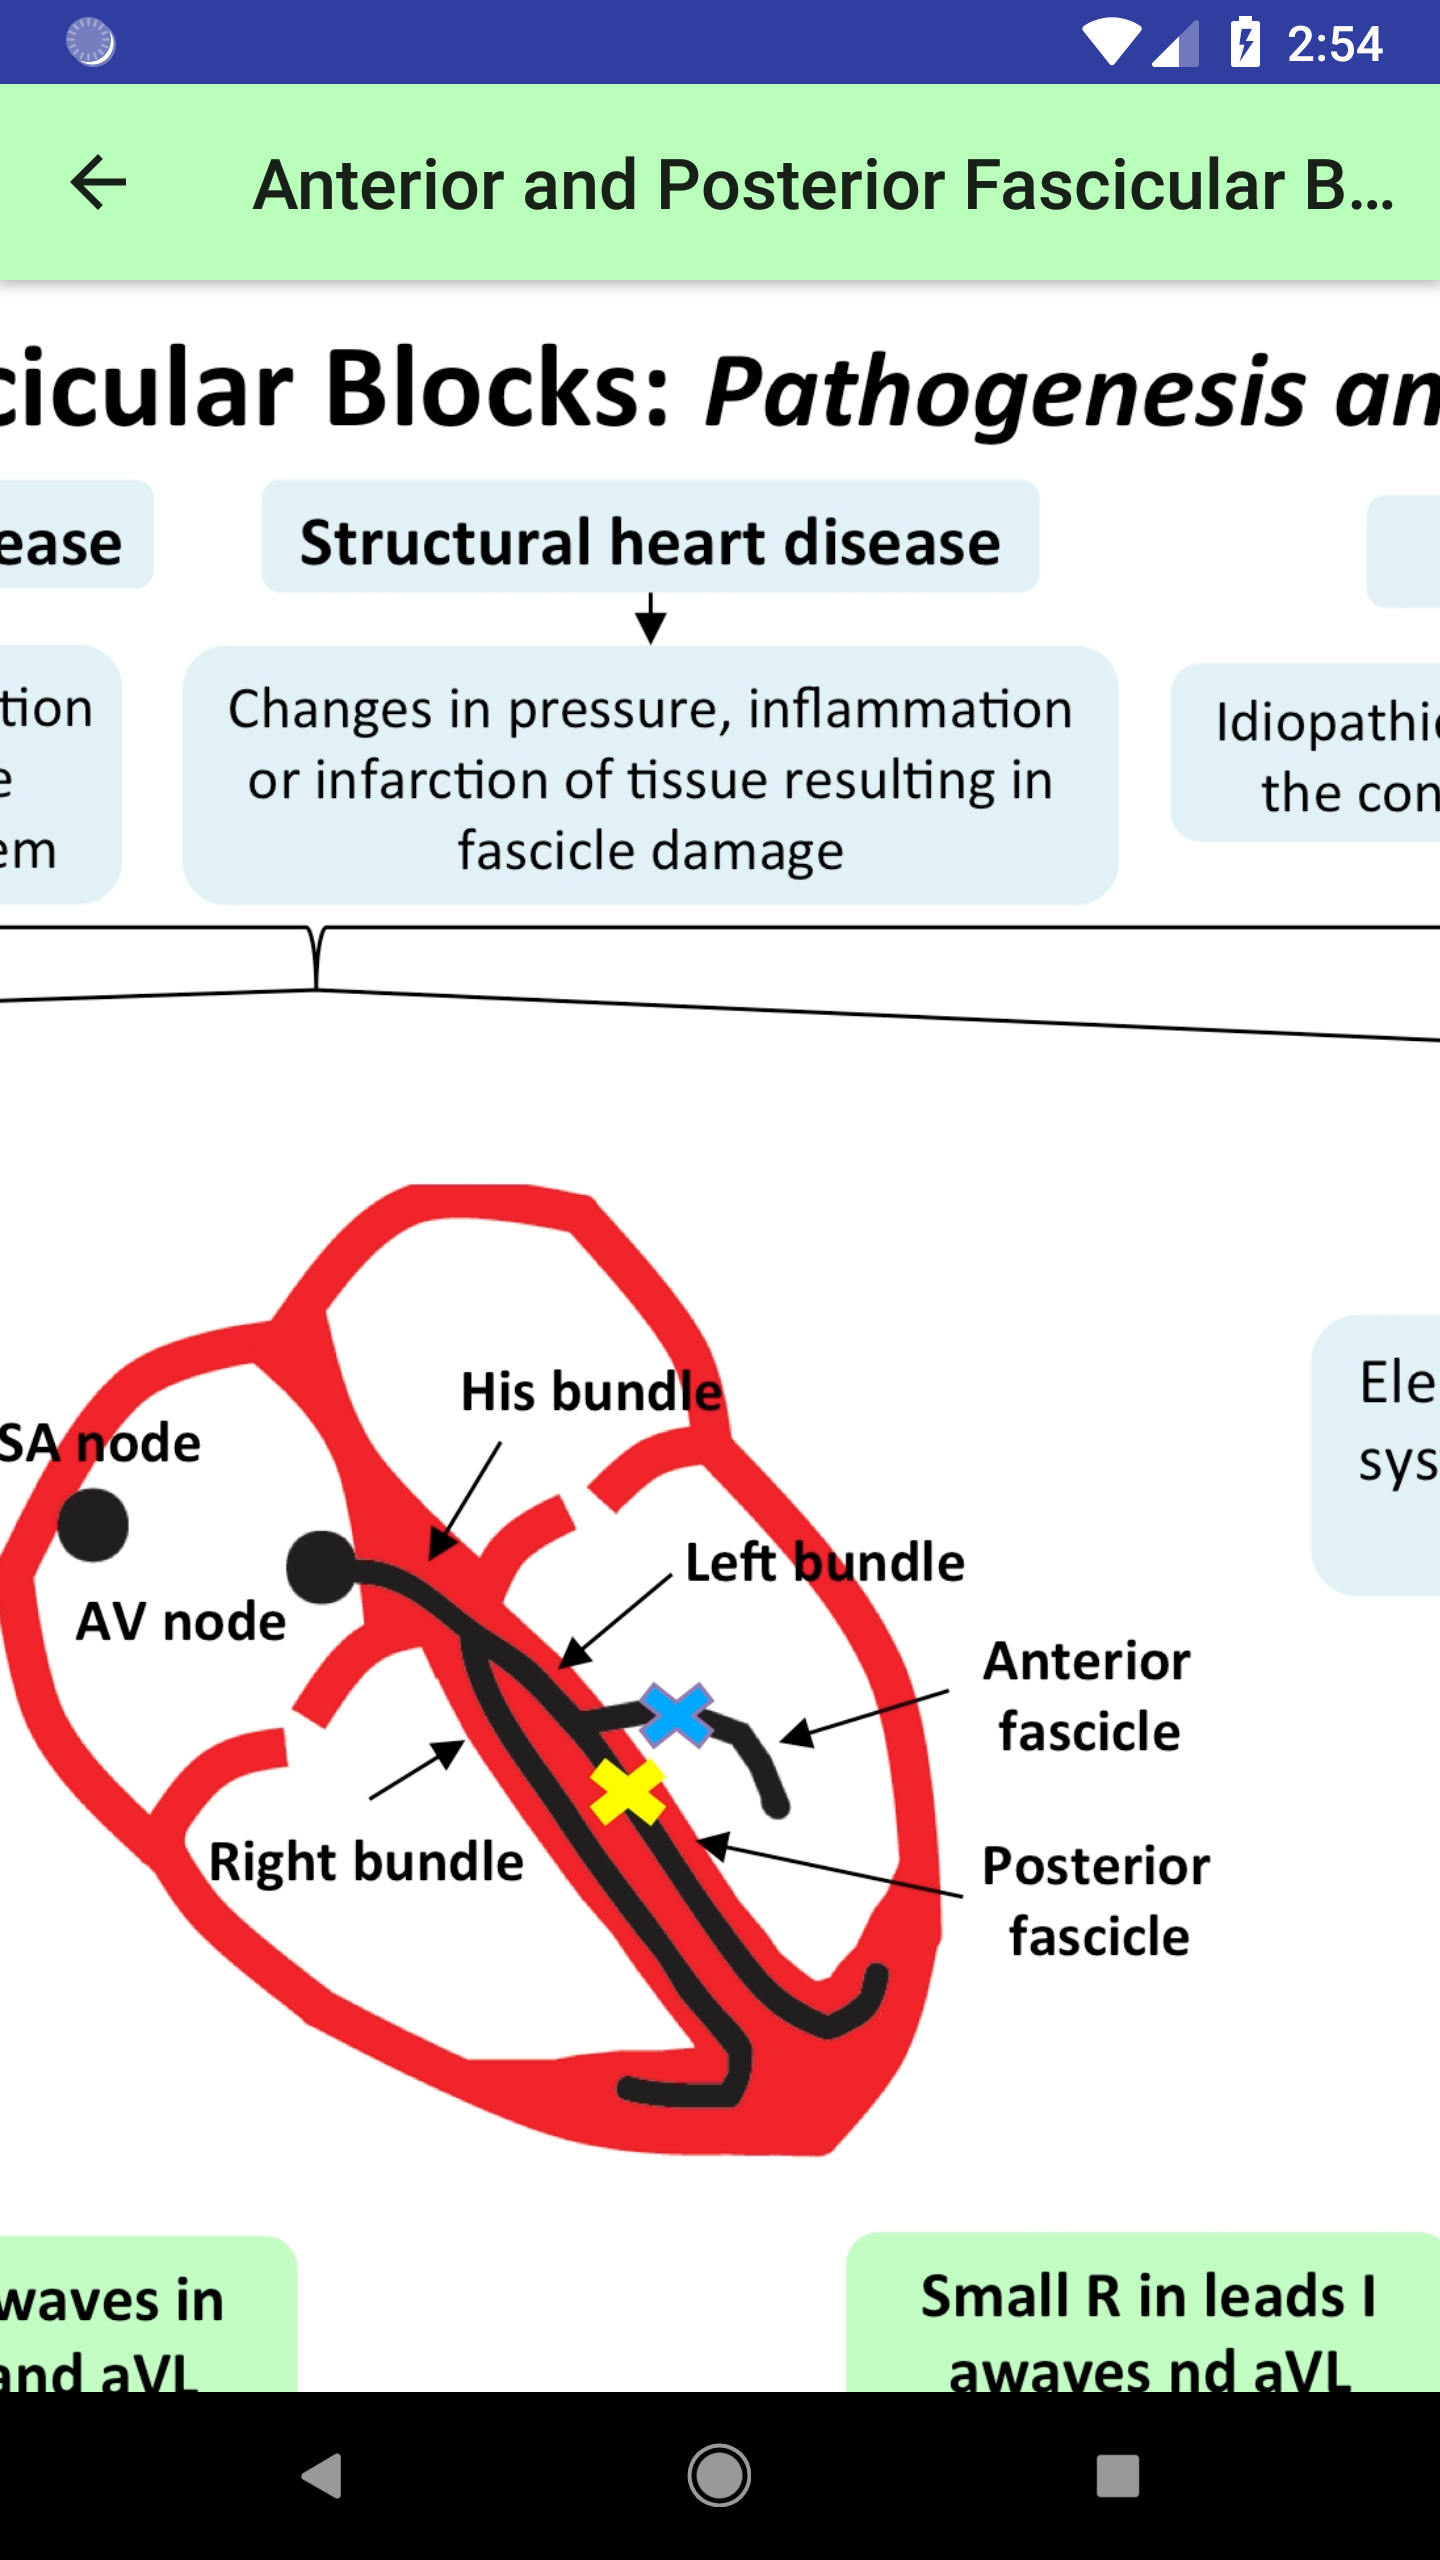 2:54
Anterior and Posterior Fascicular B...
cicular Blocks: Pathogenesis an
ease
Structural heart disease
tion
e
em
Changes in pressure, inflammation
or infarction of tissue resulting in
fascicle damage
Idiopathic
the con
His bundle
SA node
Ele
sys
Left bundle
AV node
Anterior
fascicle
Right bundle
Posterior
fascicle
waves in
and aVL
Small R in leads I
awaves nd aVL